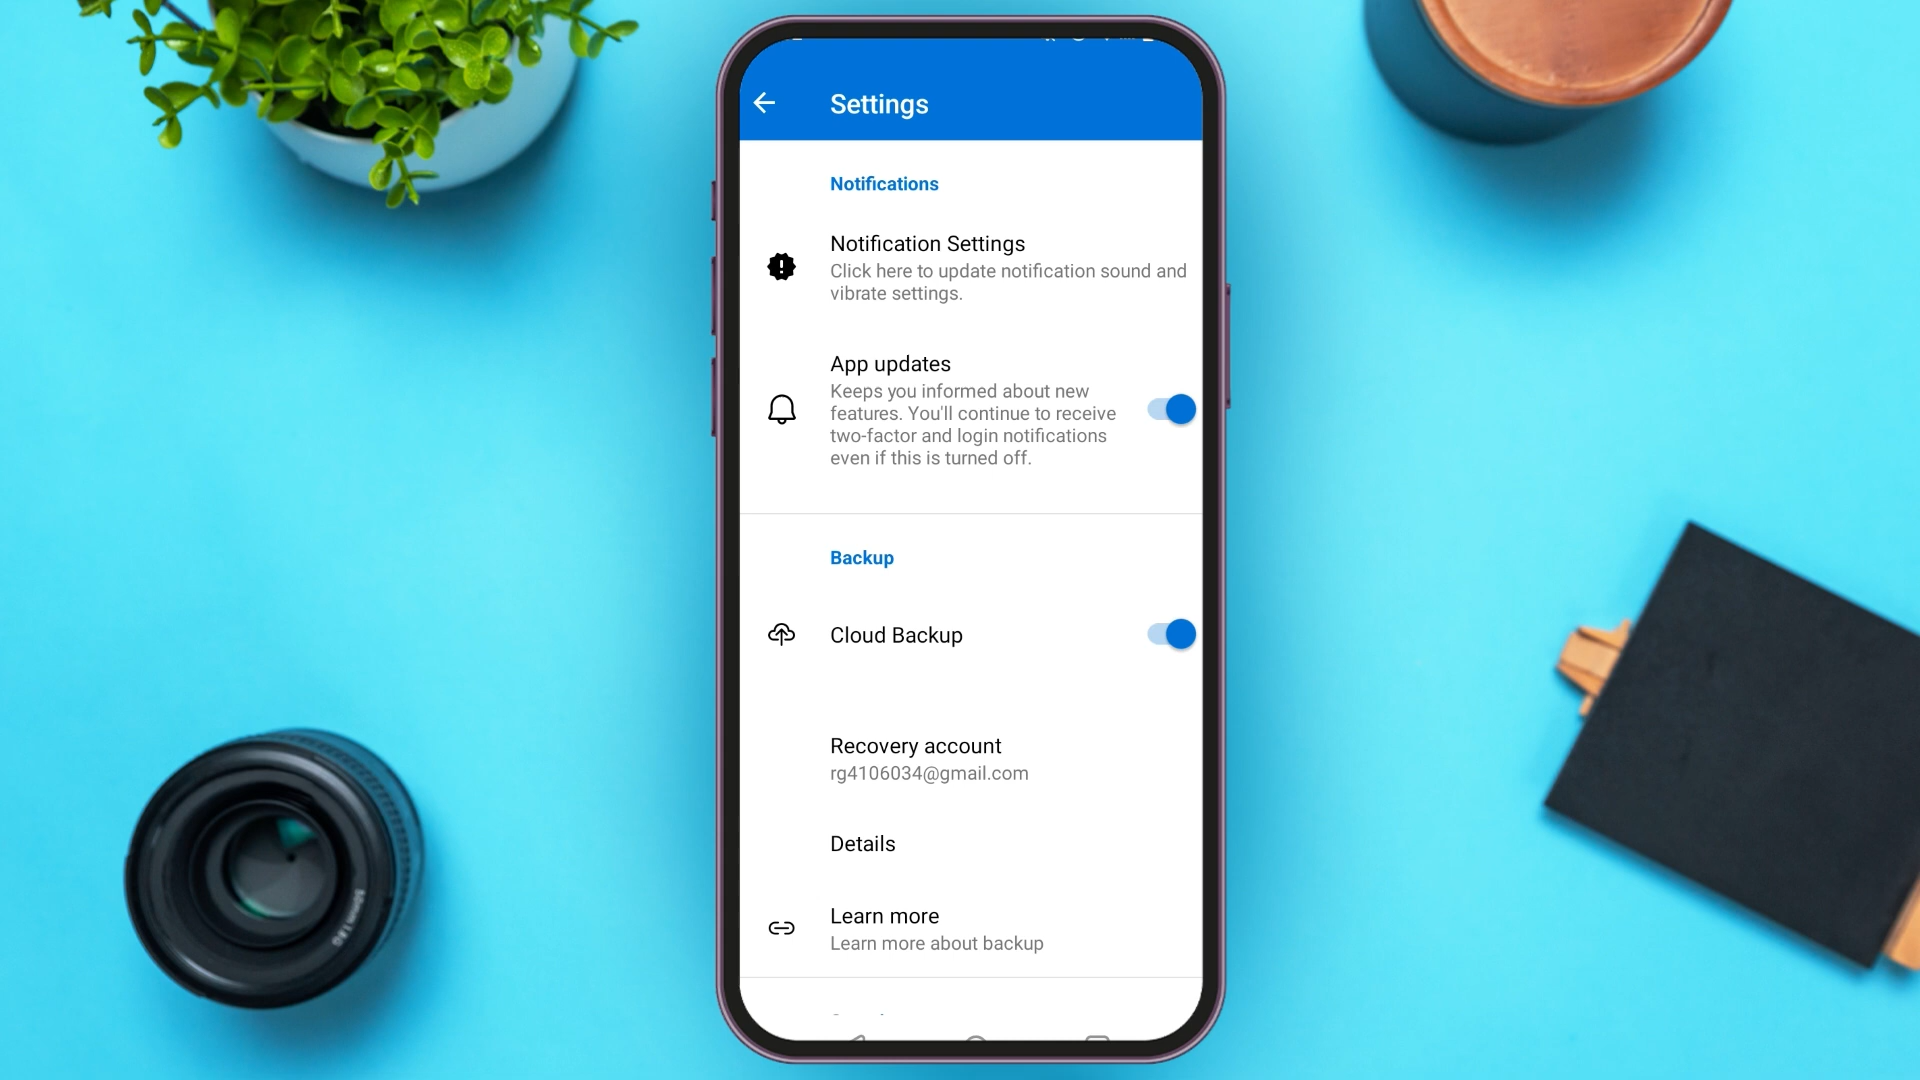 Settings
Notifications
Notification Settings
Click here to update notification sound and
vibrate settings.
App updates
Keeps you informed about new
features. You'll continue to receive
two-factor and login notifications
even if this is turned off.
Backup
Cloud Backup
Recovery account
rg4106034@gmail.com
Details
Learn more
Learn more about backup